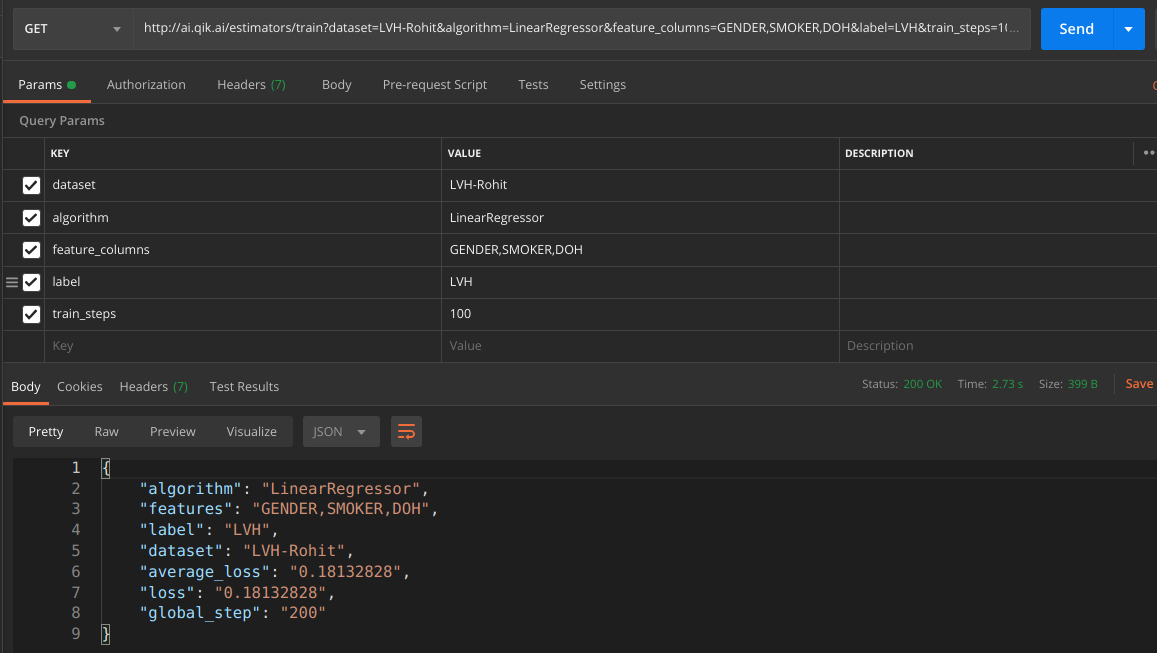 GET http://ai.qik.ai/estimators/train?dataset=LVH-Rohit&algorithm=LinearRegressor&feature_columns=GENDER,SMOKER,DOH&label=LVH&train_steps=1(... Send
Params Authorization Headers (7) Body Pre-request Script Tests Settings
Query Params
KEY VALUE DESCRIPTION
dataset LVH-Rohit
algorithm LinearRegressor
feature_columns GENDER,SMOKER,DOH
label LVH
train_steps 100
Key Value Description
Body Cookies Headers (7) Test Results Status: 200 OK Time: 2.73 s Size: 399 B Save
Pretty Raw Preview Visualize JSON
1 {
2 "algorithm": "LinearRegressor",
3 "features": "GENDER,SMOKER,DOH",
4 "label": "LVH",
5 "dataset": "LVH-Rohit",
6 "average_loss": "0.18132828",
7 "loss": "0.18132828",
8 "global_step": "200"
9 }